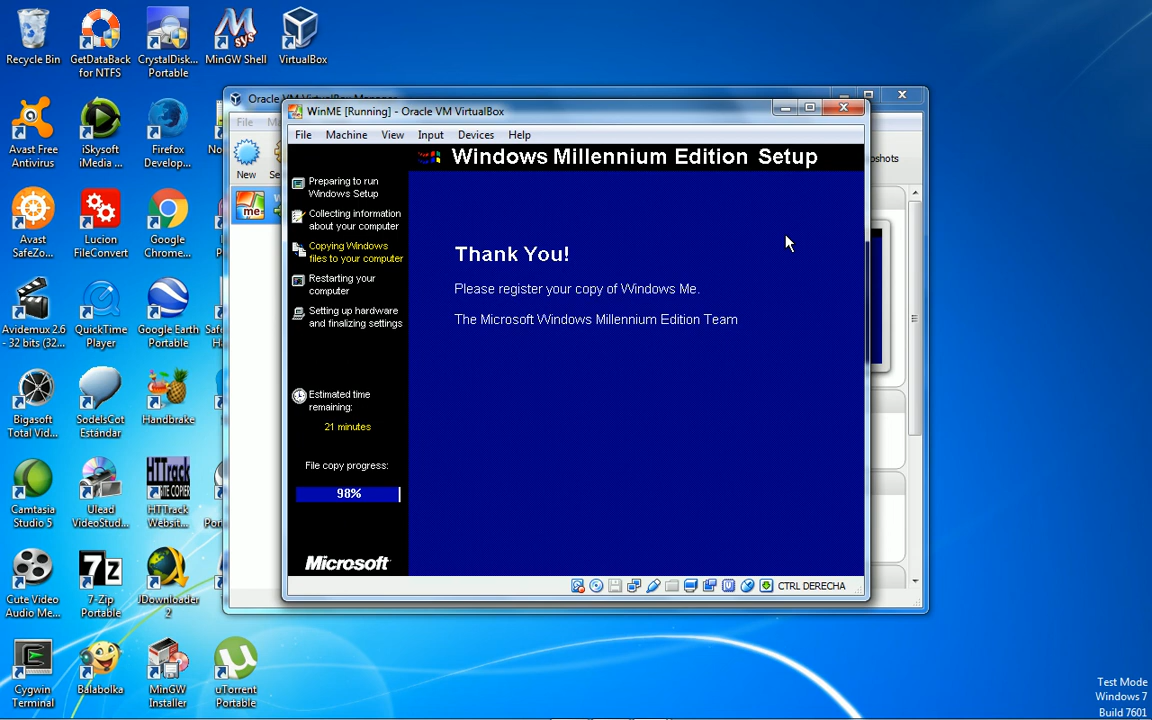 Recycle Bin
GetDataBack
for NTFS
CrystalDisk...
Portable
MinGW Shell
VirtualBox
Avast Free
Antivirus
iSkysoft
iMedia ...
Firefox
Develop...
Avast
SafeZo...
Lucion
FileConvert
Google
Chrome...
Avidemux 2.6
- 32 bits (32...
QuickTime
Player
Google Earth
Portable
Bigasoft
Total Vid...
SodelsCot
Estándar
Handbrake
Camtasia
Studio 5
Ulead
VideoStud...
HTTrack
Websit...
Cute Video
Audio Me...
7-Zip
Portable
JDownloader
2
Cygwin
Terminal
Balabolka
MinGW
Installer
uTorrent
Portable
Oracle VM VirtualBox Manager
File
New
WinME [Running] - Oracle VM VirtualBox
File Machine View Input Devices Help
Windows Millennium Edition Setup
Preparing to run
Windows Setup
Collecting information
about your computer
Copying Windows
files to your computer
Restarting your
computer
Setting up hardware
and finalizing settings
Estimated time
remaining:
21 minutes
File copy progress:
98%
Microsoft
Thank You!
Please register your copy of Windows Me.
The Microsoft Windows Millennium Edition Team
CTRL DERECHA
Test Mode
Windows 7
Build 7601